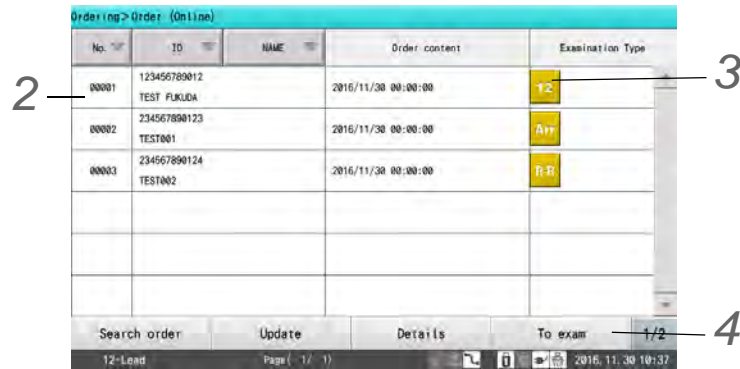 Ordering>Order (Online)
No. ID NAME Order content Examination Type
00001 123456789012 TEST FUKUDA 2016/11/30 00:00:00 12
00002 234567890123 TEST001 2016/11/30 00:00:00 Arr
00003 234567890124 TEST002 2016/11/30 00:00:00 R-R
2
3
4
Search order Update Details To exam 1/2
12-Lead Page( 1/ 1) 2016.11.30 10:37